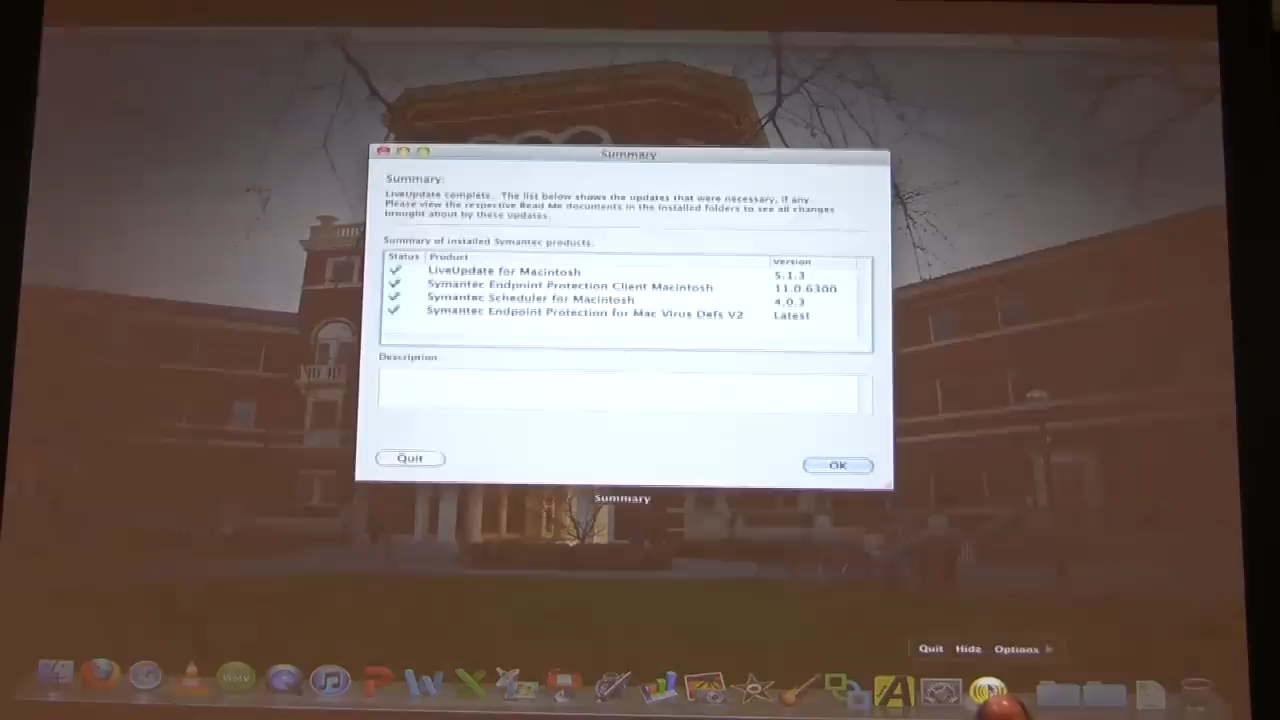 Summary
Summary:
LiveUpdate complete. The list below shows the updates that were necessary, if any
Please view the respective Read Me documents in the installed folders to see all changes
brought about by these updates.
Summary of installed Symantec products:
Status Product Version
LiveUpdate for Macintosh 5.1.3
Symantec Endpoint Protection Client Macintosh 11.0.6300
Symantec Scheduler for Macintosh 4.0.3
Symantec Endpoint Protection for Mac Virus Defs V2 Latest
Description
Quit OK
Summary
Quit Hide Options